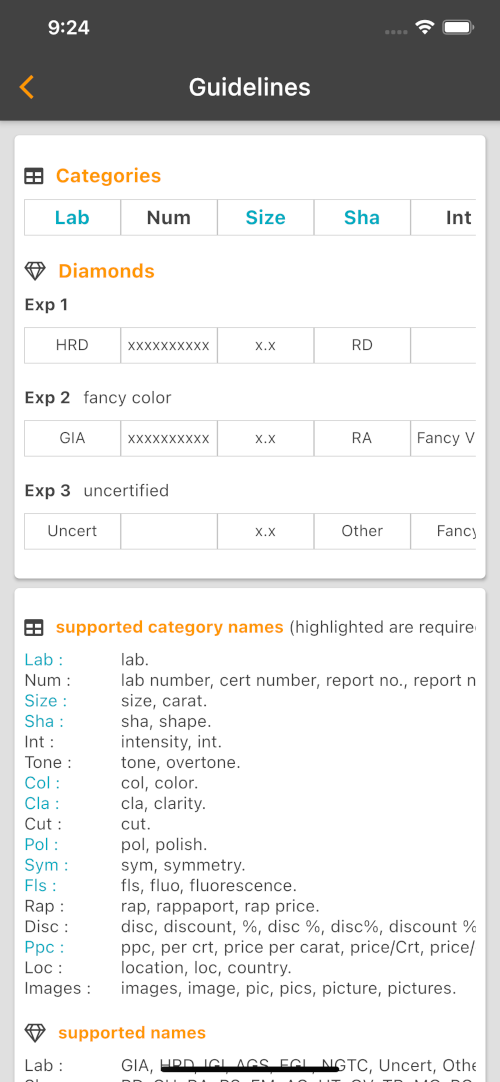 9:24
Guidelines
Categories
Lab Num Size Sha Int
Diamonds
Exp 1
HRD xxxxxxxxxx x.x RD
Exp 2 fancy color
GIA xxxxxxxxxx x.x RA Fancy V
Exp 3 uncertified
Uncert x.x Other Fancy
supported category names (highlighted are require
Lab : lab.
Num : lab number, cert number, report no., report n
Size : size, carat.
Sha : sha, shape.
Int : intensity, int.
Tone : tone, overtone.
Col : col, color.
Cla : cla, clarity.
Cut : cut.
Pol : pol, polish.
Sym : sym, symmetry.
Fls : fls, fluo, fluorescence.
Rap : rap, rappaport, rap price.
Disc : disc, discount, %, disc %, disc%, discount %
Ppc : ppc, per crt, price per carat, price/Crt, price/
Loc : location, loc, country.
Images : images, image, pic, pics, picture, pictures.
supported names
Lab : GIA, HRD, IGI, AGS, EGL, NGTC, Uncert, Othe